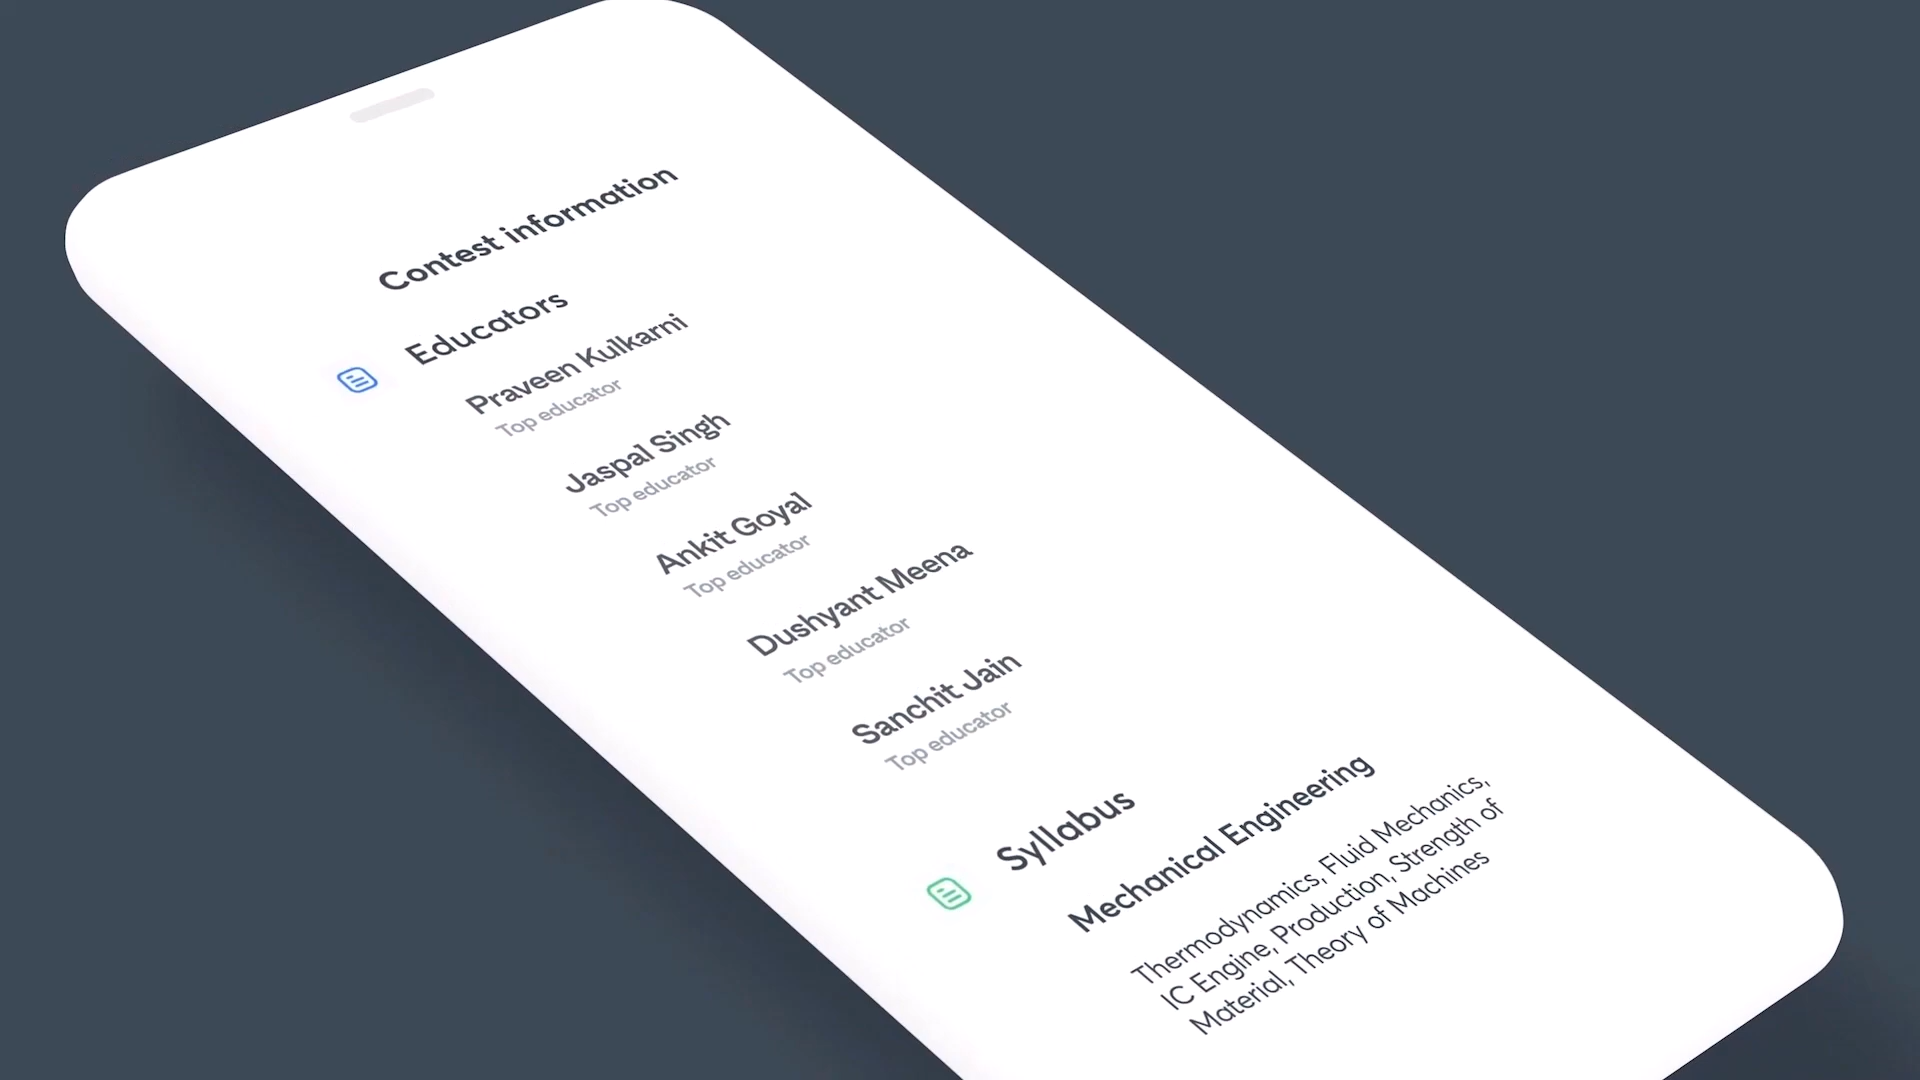 Contest information
Educators
Praveen Kulkarni
Top educator
Jaspal Singh
Top educator
Ankit Goyal
Top educator
Dushyant Meena
Top educator
Sanchit Jain
Top educator
Syllabus
Mechanical Engineering
Thermodynamics, Fluid Mechanics,
IC Engine, Production, Strength of
Material, Theory of Machines